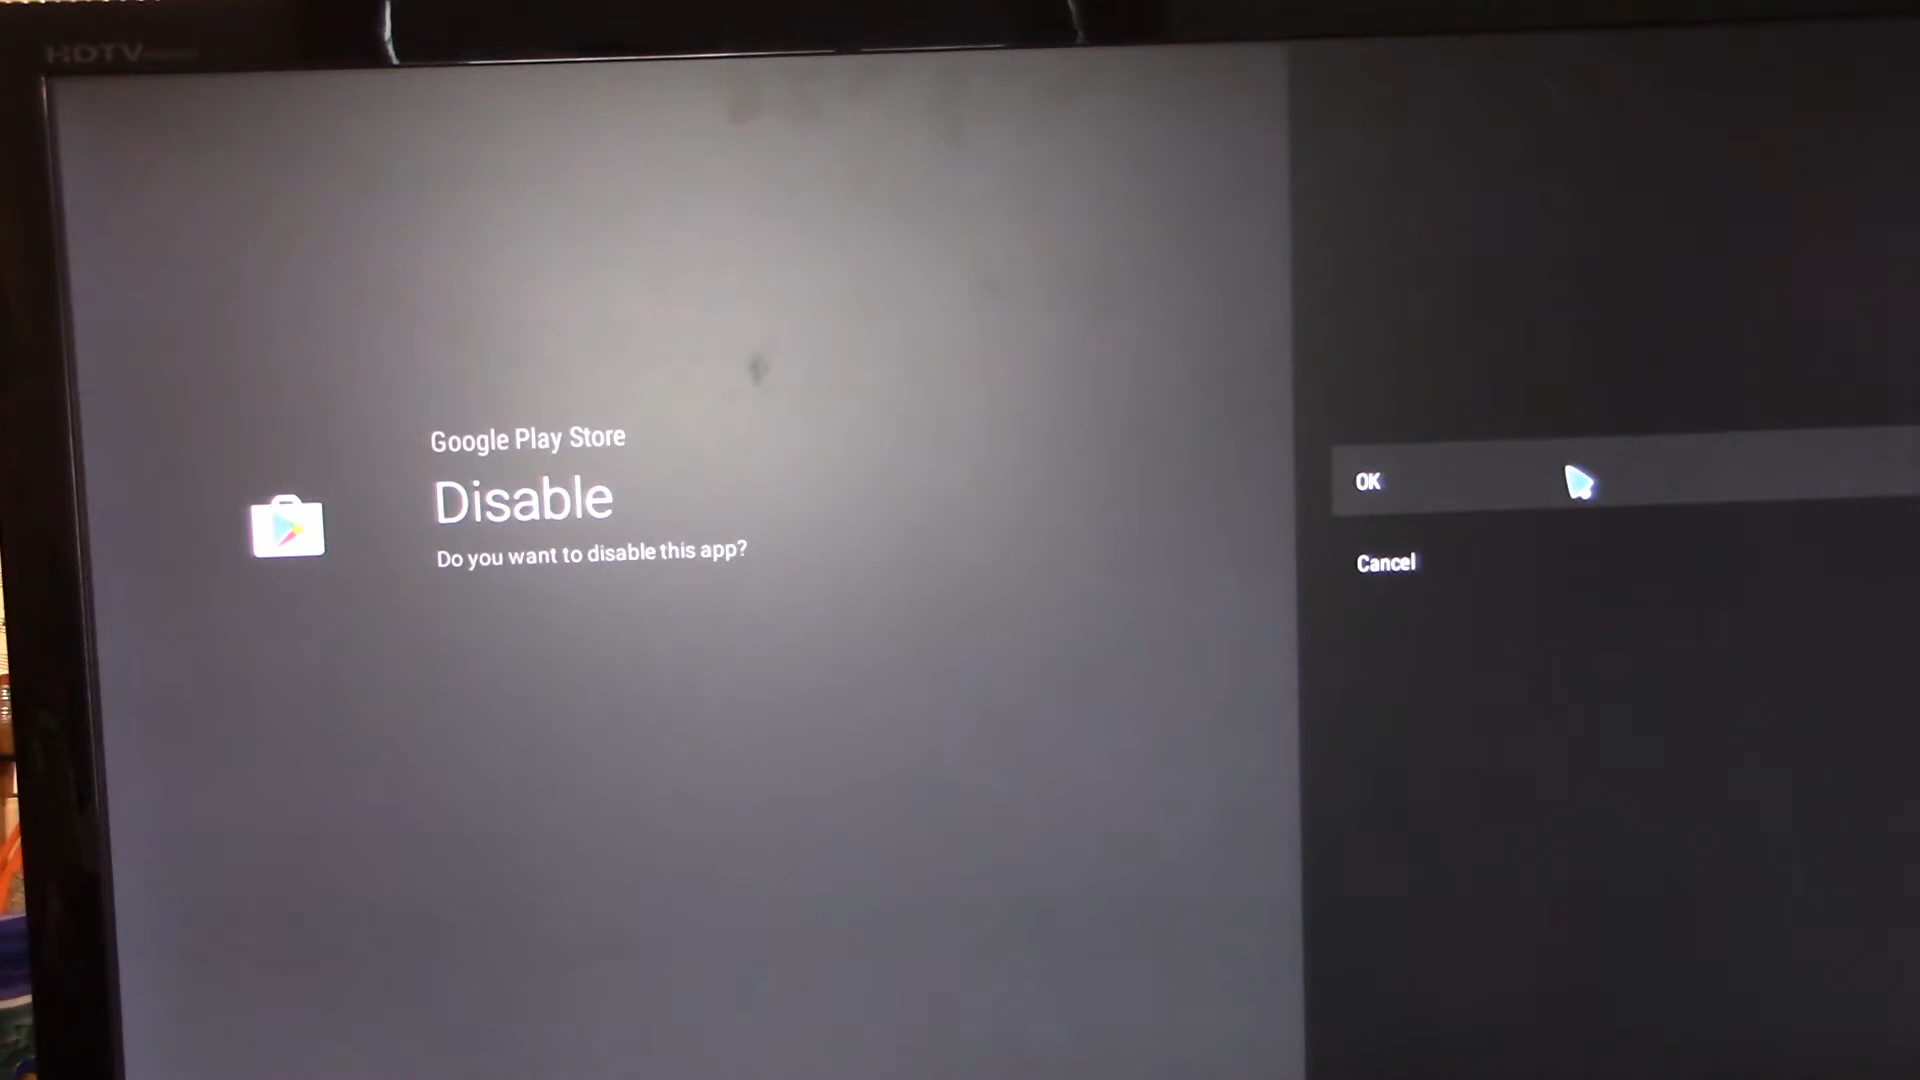 HDTV
Google Play Store
Disable
Do you want to disable this app?
OK
Cancel